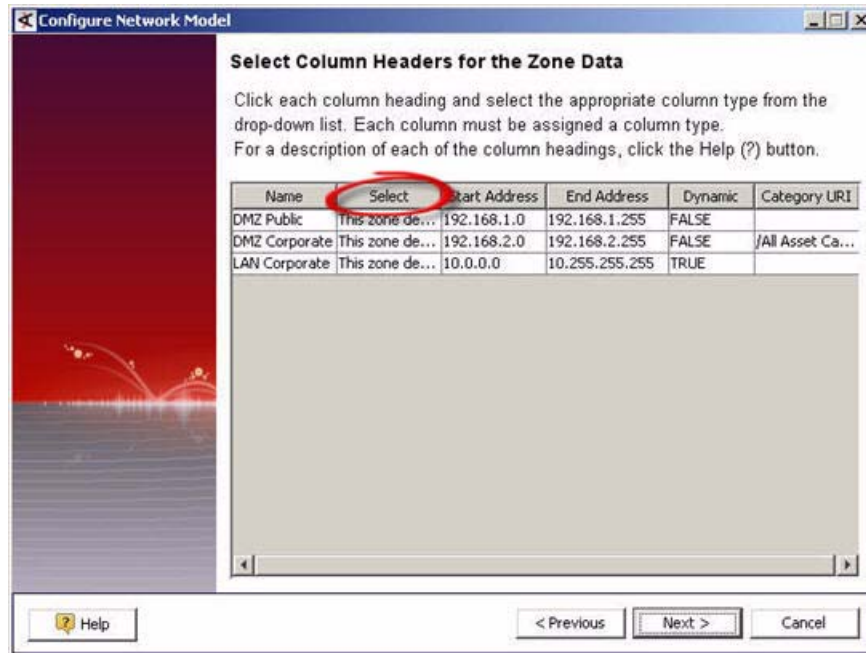 Configure Network Model
Select Column Headers for the Zone Data
Click each column heading and select the appropriate column type from the
drop-down list. Each column must be assigned a column type.
For a description of each of the column headings, click the Help (?) button.
Name Select Start Address End Address Dynamic Category URI
DMZ Public This zone de... 192.168.1.0 192.168.1.255 FALSE
DMZ Corporate This zone de... 192.168.2.0 192.168.2.255 FALSE /All Asset Ca...
LAN Corporate This zone de... 10.0.0.0 10.255.255.255 TRUE
Help < Previous Next > Cancel